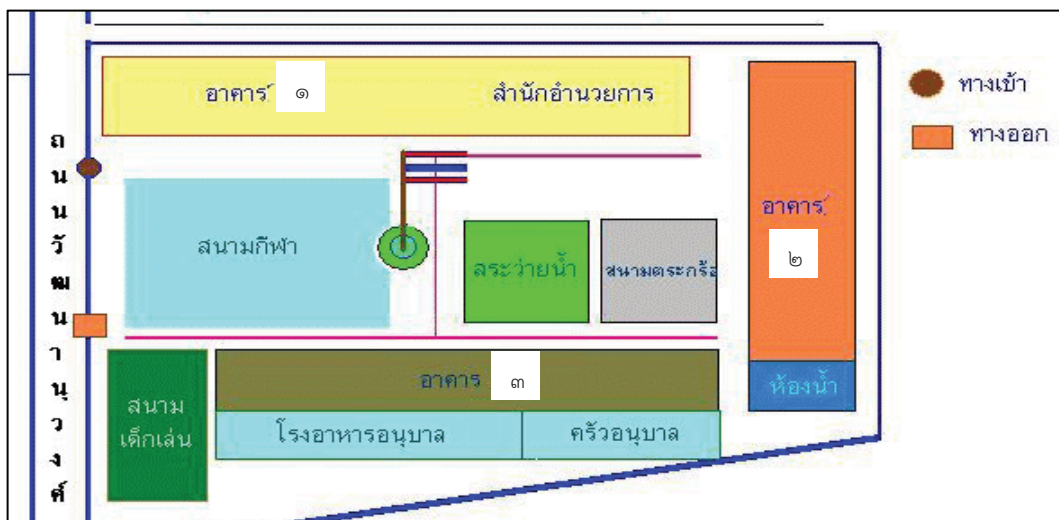 อาคาร ๑
สำนักอำนวยการ
ทางเข้า
ทางออก
ถนนวัฒนานุวงศ์
สนามกีฬา
สระว่ายน้ำ
สนามตระกร้อ
อาคาร
๒
อาคาร ๓
ห้องน้ำ
สนาม
เด็กเล่น
โรงอาหารอนุบาล
ครัวอนุบาล